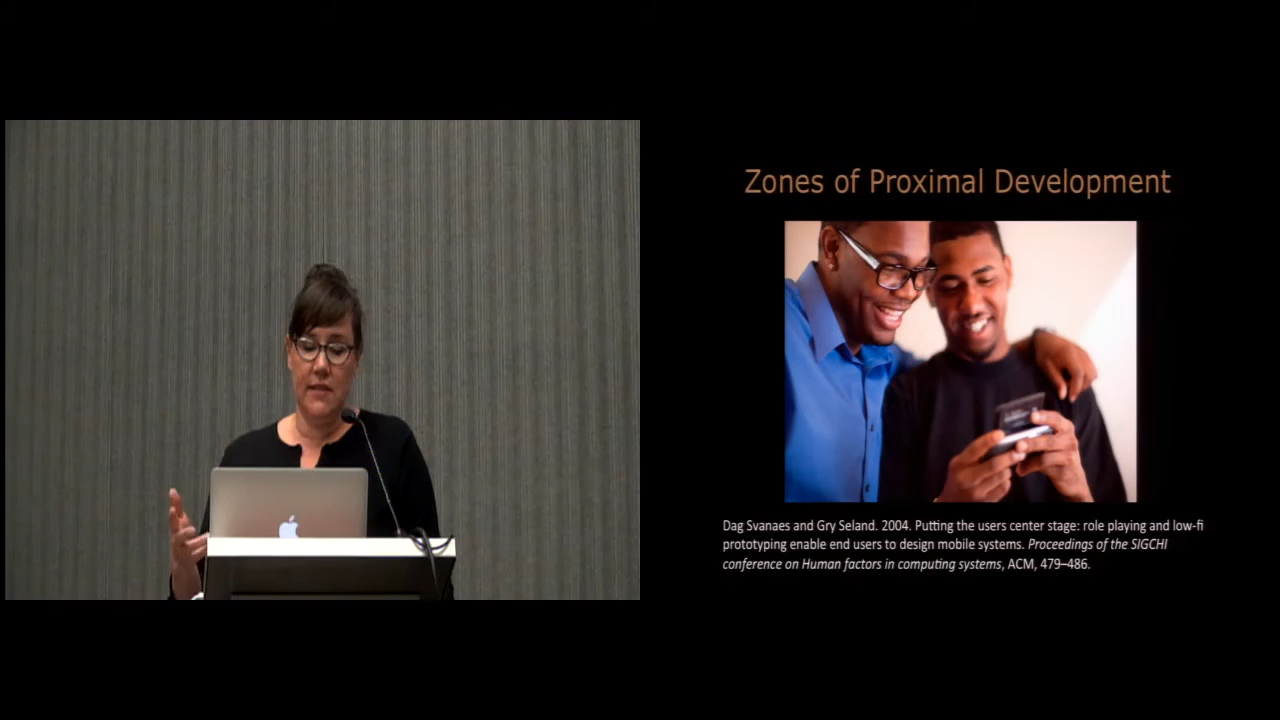 Zones of Proximal Development
Dag Svanaes and Gry Seland. 2004. Putting the users center stage: role playing and low-fi
prototyping enable end users to design mobile systems. Proceedings of the SIGCHI
conference on Human factors in computing systems, ACM, 479–486.